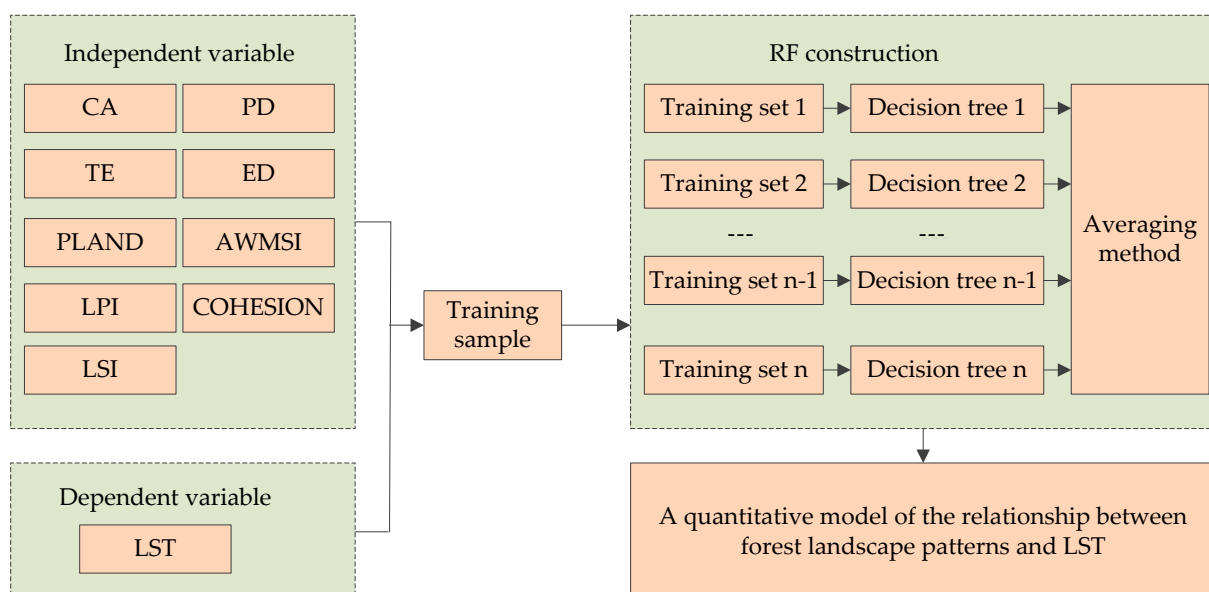 Independent variable
CA
PD
TE
ED
PLAND
AWMSI
LPI
COHESION
LSI
Dependent variable
LST
Training
sample
RF construction
Training set 1
Decision tree 1
Training set 2
Decision tree 2
---
---
Training set n-1
Decision tree n-1
Training set n
Decision tree n
Averaging
method
A quantitative model of the relationship between
forest landscape patterns and LST